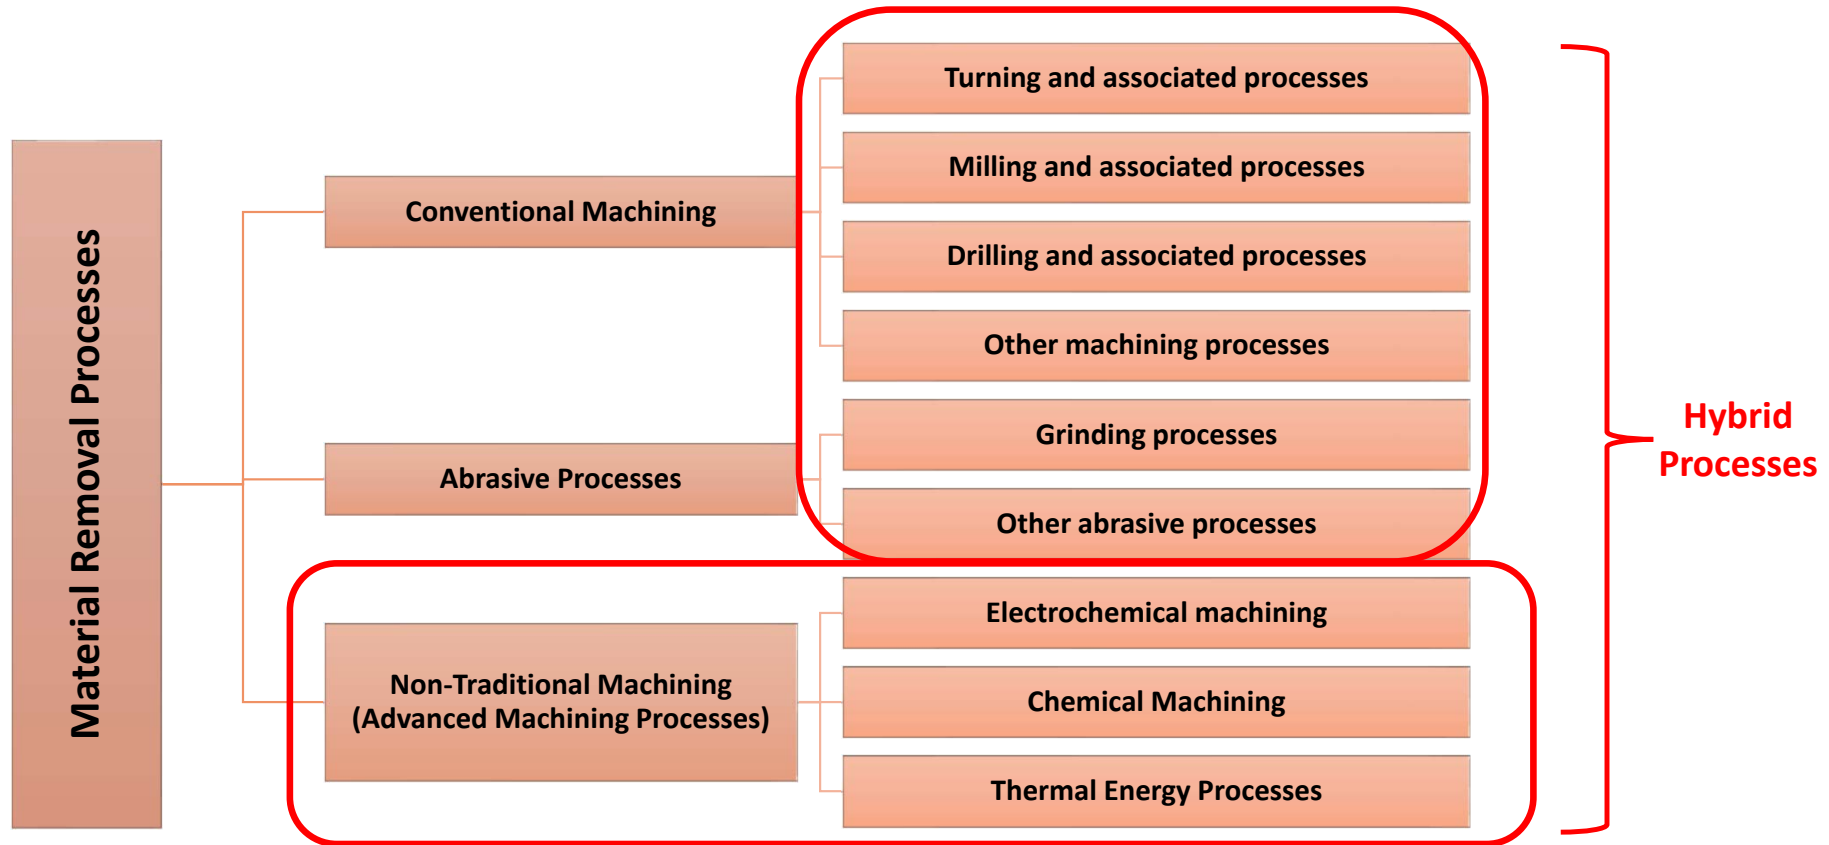 Material Removal Processes
Conventional Machining
Turning and associated processes
Milling and associated processes
Drilling and associated processes
Other machining processes
Abrasive Processes
Grinding processes
Other abrasive processes
Non-Traditional Machining
(Advanced Machining Processes)
Electrochemical machining
Chemical Machining
Thermal Energy Processes
Hybrid
Processes